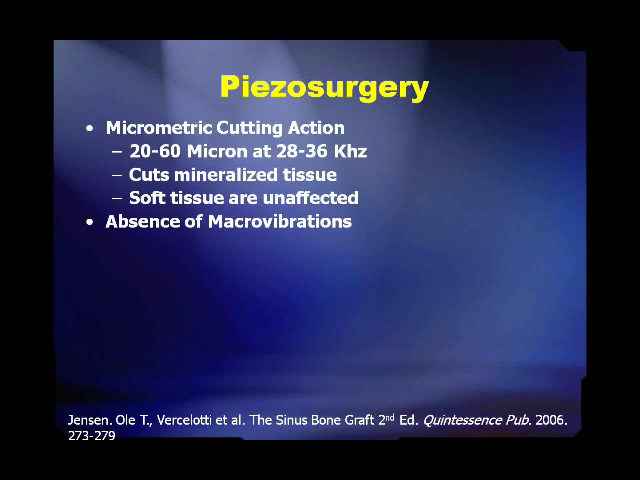 Piezosurgery
• Micrometric Cutting Action
– 20-60 Micron at 28-36 Khz
– Cuts mineralized tissue
– Soft tissue are unaffected
• Absence of Macrovibrations
Jensen. Ole T., Vercelotti et al. The Sinus Bone Graft 2nd Ed. Quintessence Pub. 2006.
273-279